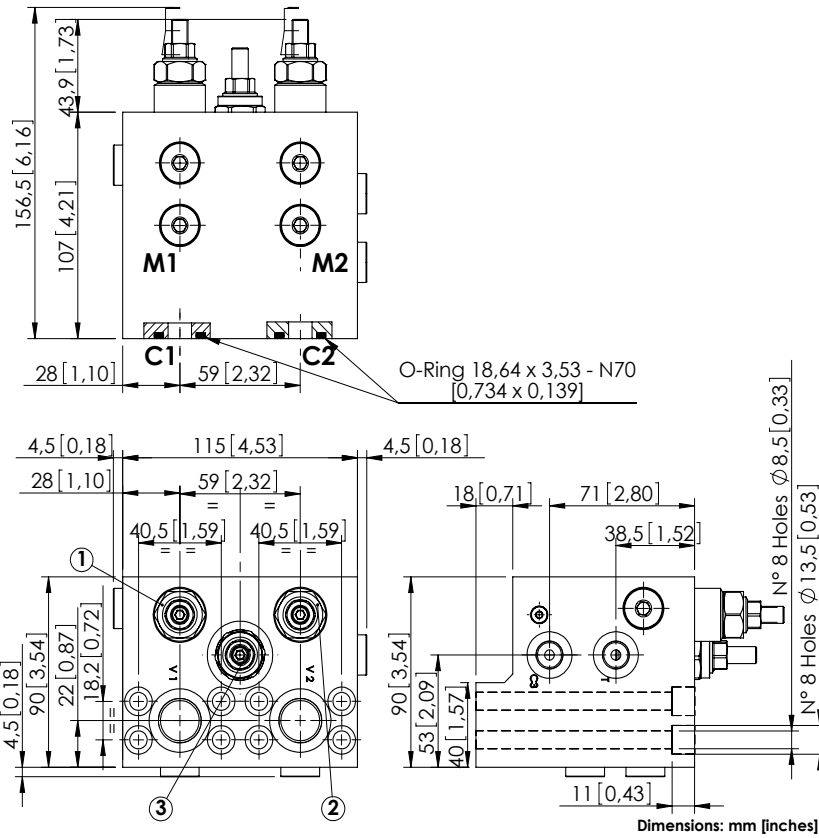 156,5 [6,16]
43,9 [1,73]
107 [4,21]
M1
M2
C1
C2
28 [1,10]
59 [2,32]
O-Ring 18,64 x 3,53 - N70
[0,734 x 0,139]
4,5 [0,18]
115 [4,53]
4,5 [0,18]
28 [1,10]
59 [2,32]
= =
40,5 [1,59]
40,5 [1,59]
= =
= =
1
V1
V2
4,5 [0,18]
90 [3,54]
22 [0,87]
18,2 [0,72]
=
=
3
2
18 [0,71]
71 [2,80]
38,5 [1,52]
N° 8 Holes Ø 8,5 [0,33]
N° 8 Holes Ø 13,5 [0,53]
C3
T
90 [3,54]
53 [2,09]
40 [1,57]
11 [0,43]
Dimensions: mm [inches]